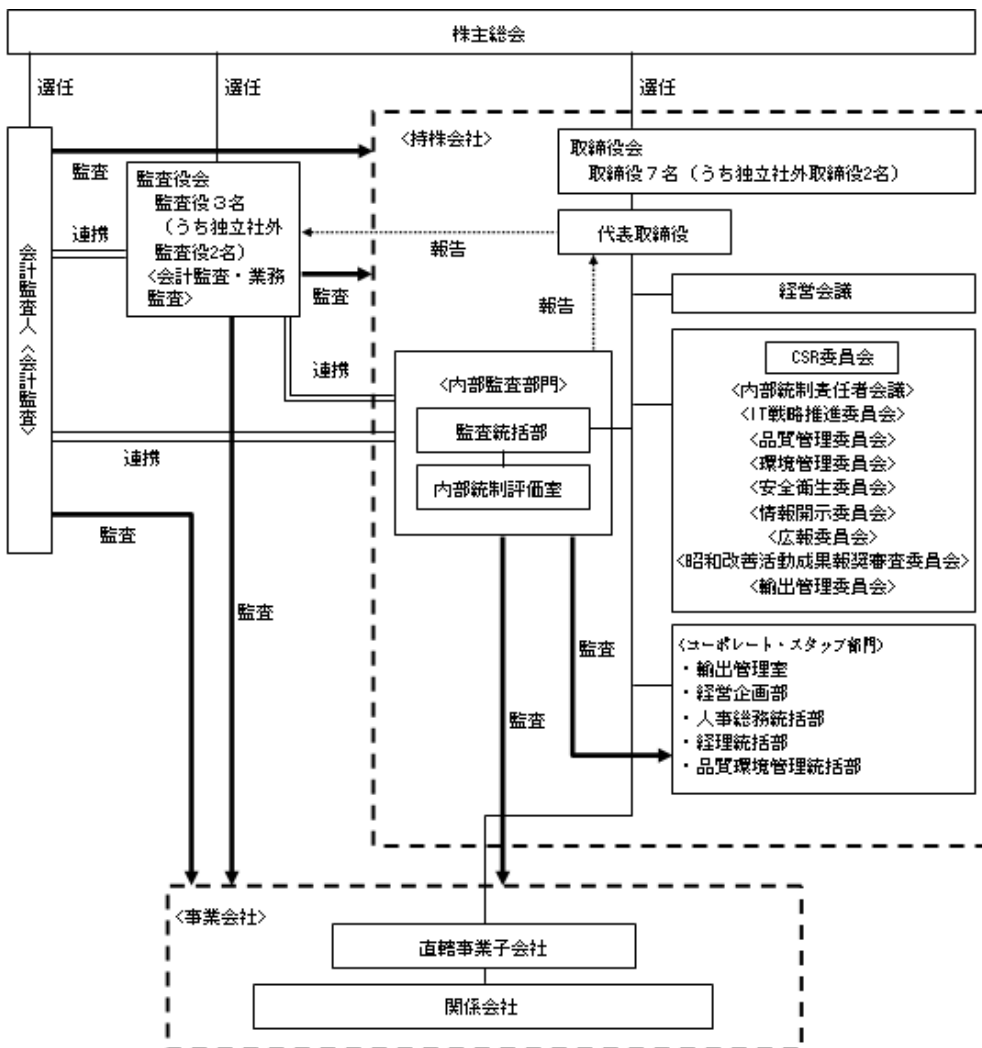 株主総会
選任
選任
選任
<持株会社>
取締役会
取締役7名（うち独立社外取締役2名）
監査
監査役会
監査役3名
（うち独立社外
監査役2名）
<会計監査・業務
監査>
連携
代表取締役
報告
監査
経営会議
報告
会計監査人<会計監査>
CSR委員会
<内部統制責任者会議>
<IT戦略推進委員会>
<品質管理委員会>
<環境管理委員会>
<安全衛生委員会>
<情報開示委員会>
<広報委員会>
<昭和改善活動成果報奨審査委員会>
<輸出管理委員会>
連携
<内部監査部門>
監査統括部
内部統制評価室
連携
監査
監査
監査
<コーポレート・スタッフ部門>
・輸出管理室
・経営企画部
・人事総務統括部
・経理統括部
・品質環境管理統括部
監査
<事業会社>
直轄事業子会社
関係会社